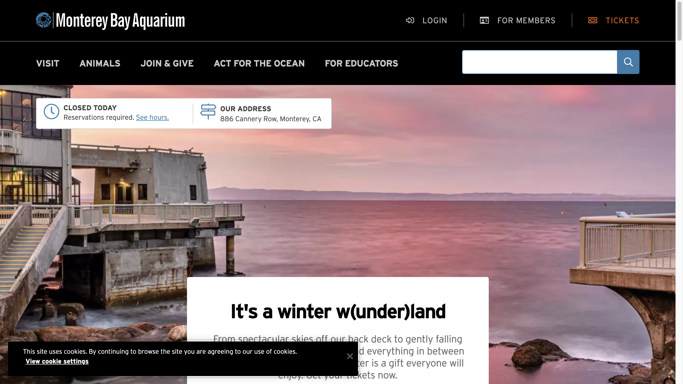 Monterey Bay Aquarium
LOGIN
FOR MEMBERS
TICKETS
VISIT
ANIMALS
JOIN & GIVE
ACT FOR THE OCEAN
FOR EDUCATORS
CLOSED TODAY
Reservations required. See hours.
OUR ADDRESS
886 Cannery Row, Monterey, CA
It's a winter w(under)land
From spectacular skies off our back deck to gently falling
d everything in between
ker is a gift everyone will
enjoy. Get your tickets now.
This site uses cookies. By continuing to browse the site you are agreeing to our use of cookies.
View cookie settings